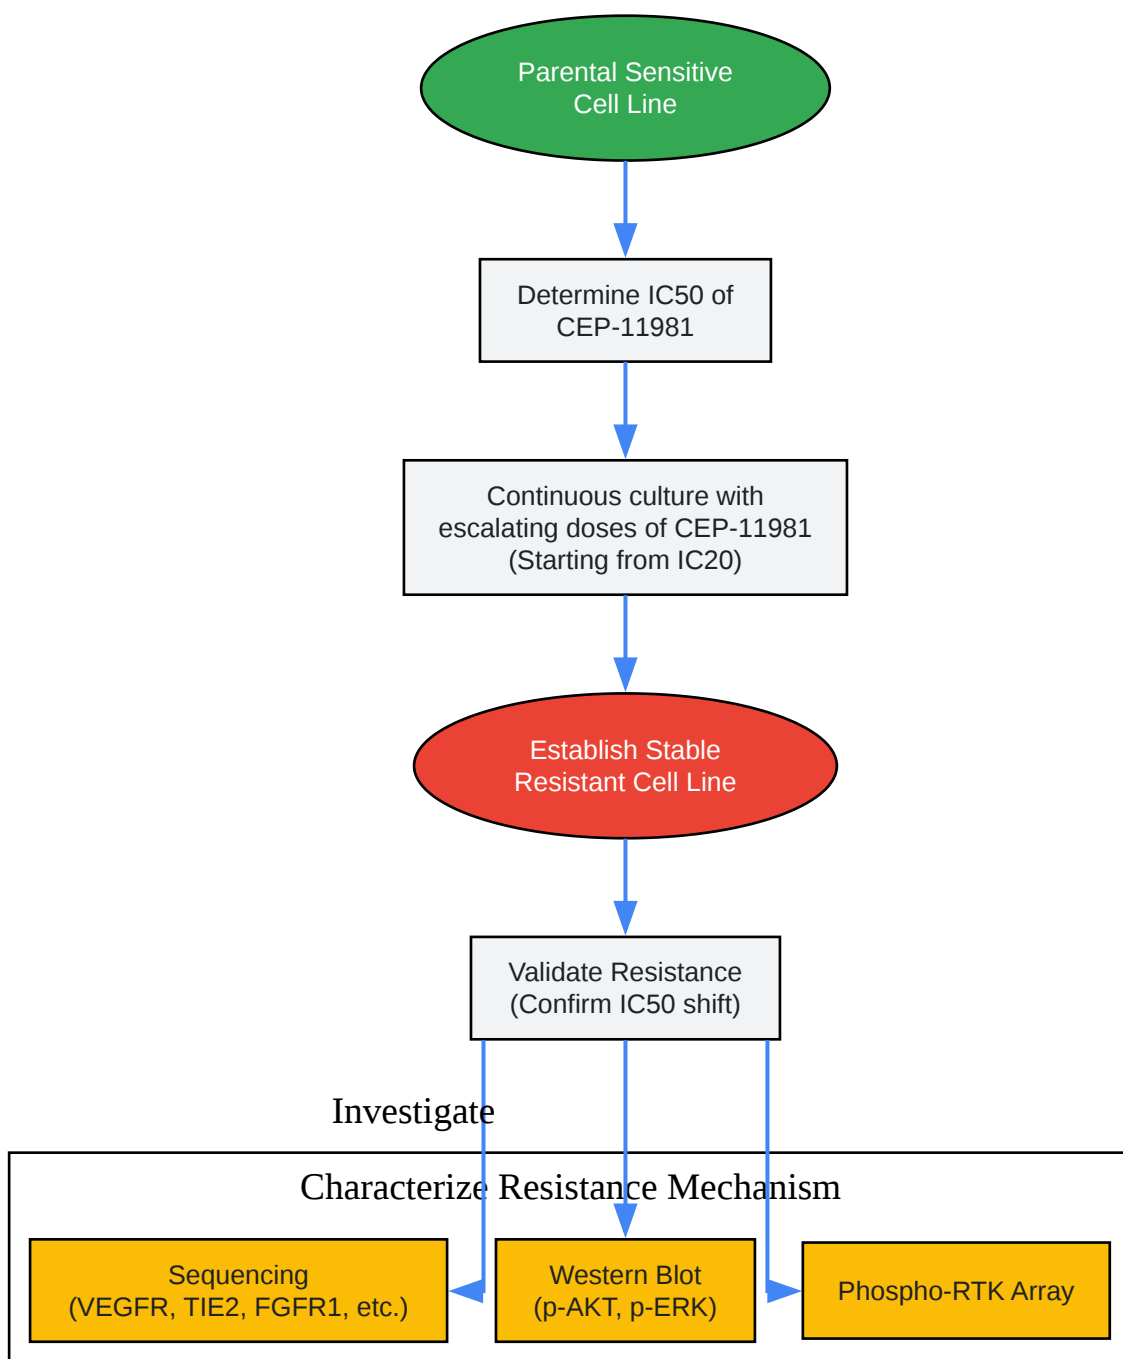 Parental Sensitive
Cell Line
Determine IC50 of
CEP-11981
Continuous culture with
escalating doses of CEP-11981
(Starting from IC20)
Establish Stable
Resistant Cell Line
Validate Resistance
(Confirm IC50 shift)
Investigate
Characterize Resistance Mechanism
Sequencing
(VEGFR, TIE2, FGFR1, etc.)
Western Blot
(p-AKT, p-ERK)
Phospho-RTK Array